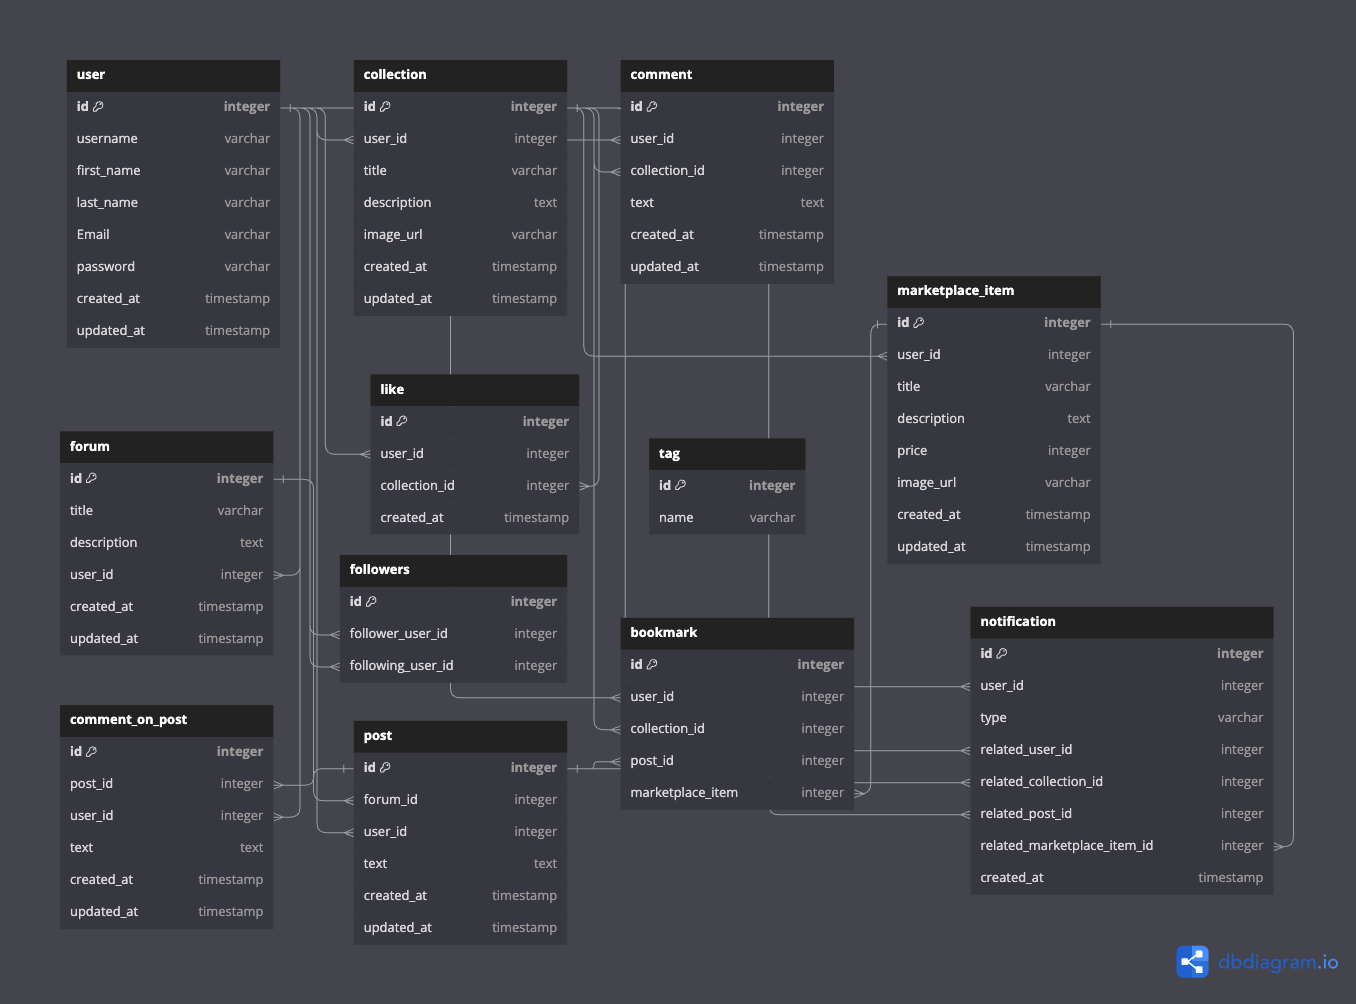 user
id integer
username varchar
first_name varchar
last_name varchar
Email varchar
password varchar
created_at timestamp
updated_at timestamp
collection
id integer
user_id integer
title varchar
description text
image_url varchar
created_at timestamp
updated_at timestamp
comment
id integer
user_id integer
collection_id integer
text text
created_at timestamp
updated_at timestamp
marketplace_item
id integer
user_id integer
title varchar
description text
price integer
image_url varchar
created_at timestamp
updated_at timestamp
like
id integer
user_id integer
collection_id integer
created_at timestamp
forum
id integer
title varchar
description text
user_id integer
created_at timestamp
updated_at timestamp
tag
id integer
name varchar
followers
id integer
follower_user_id integer
following_user_id integer
bookmark
id integer
user_id integer
collection_id integer
post_id integer
marketplace_item integer
notification
id integer
user_id integer
type varchar
related_user_id integer
related_collection_id integer
related_post_id integer
related_marketplace_item_id integer
created_at timestamp
comment_on_post
id integer
post_id integer
user_id integer
text text
created_at timestamp
updated_at timestamp
post
id integer
forum_id integer
user_id integer
text text
created_at timestamp
updated_at timestamp
dbdiagram.io